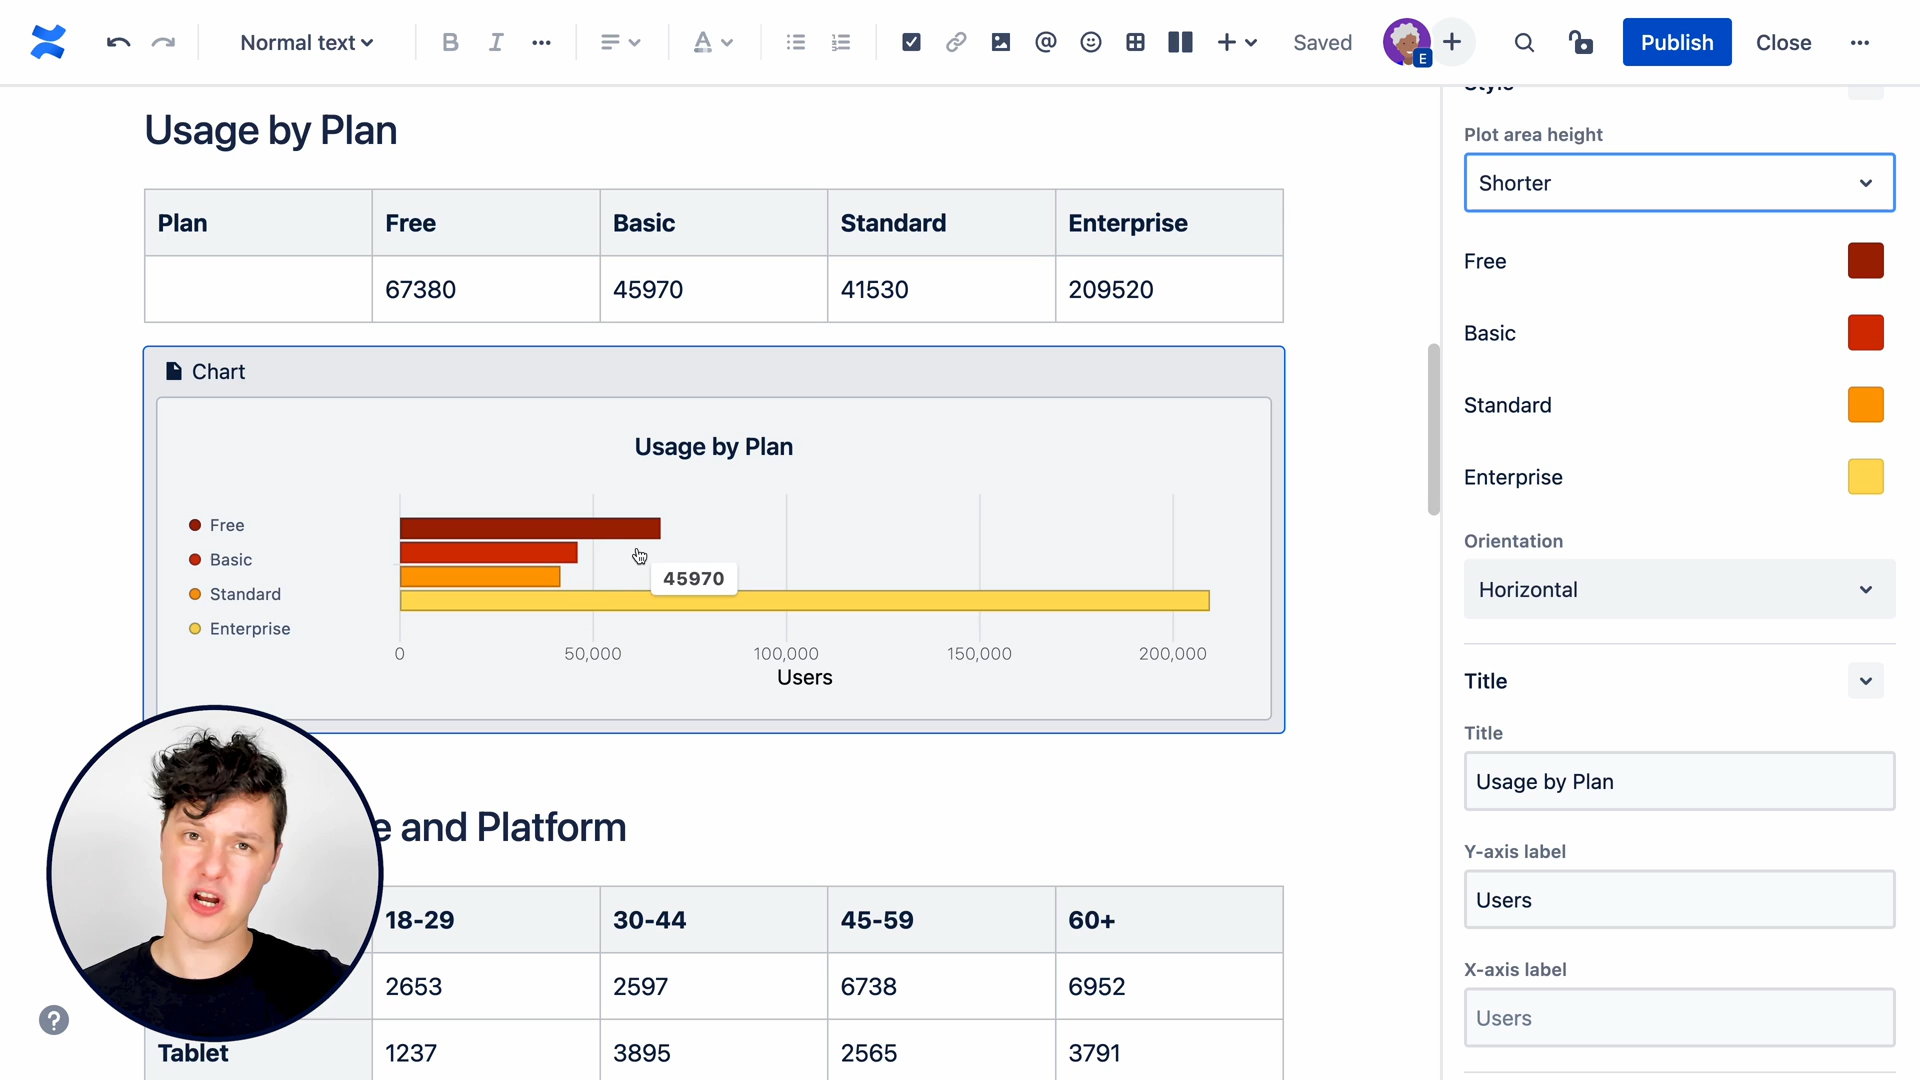 Normal text
B
I
A
Saved
E
Publish
Close
Usage by Plan
Plan Free Basic Standard Enterprise
67380 45970 41530 209520
Chart
Usage by Plan
Free
Basic
Standard
Enterprise
45970
0 50,000 100,000 150,000 200,000
Users
e and Platform
18-29 30-44 45-59 60+
2653 2597 6738 6952
Tablet 1237 3895 2565 3791
?
Style
Plot area height
Shorter
Free
Basic
Standard
Enterprise
Orientation
Horizontal
Title
Title
Usage by Plan
Y-axis label
Users
X-axis label
Users